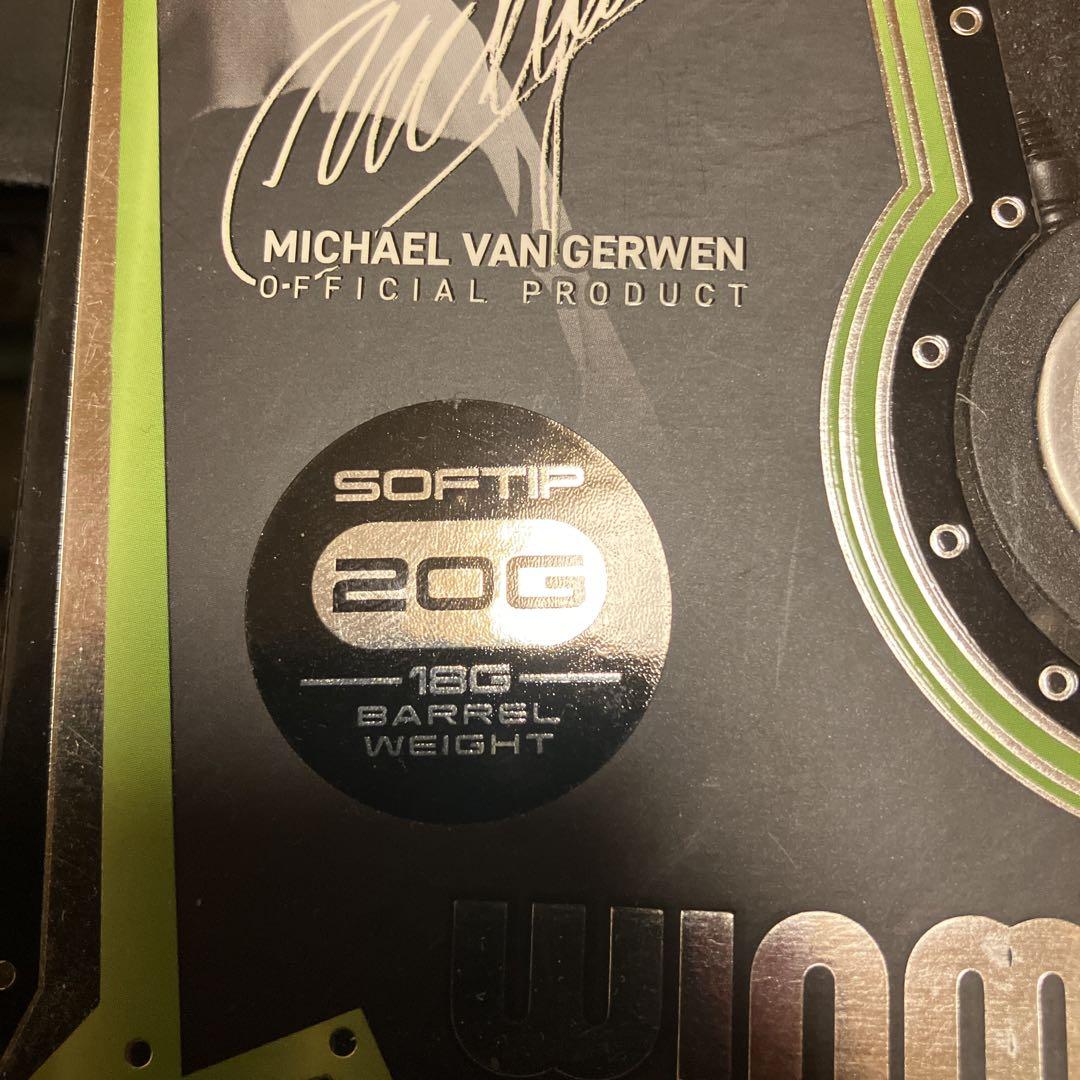 MICHAEL VAN GERWEN
OFFICIAL PRODUCT
SOFTIP
20G
18G
BARREL
WEIGHT